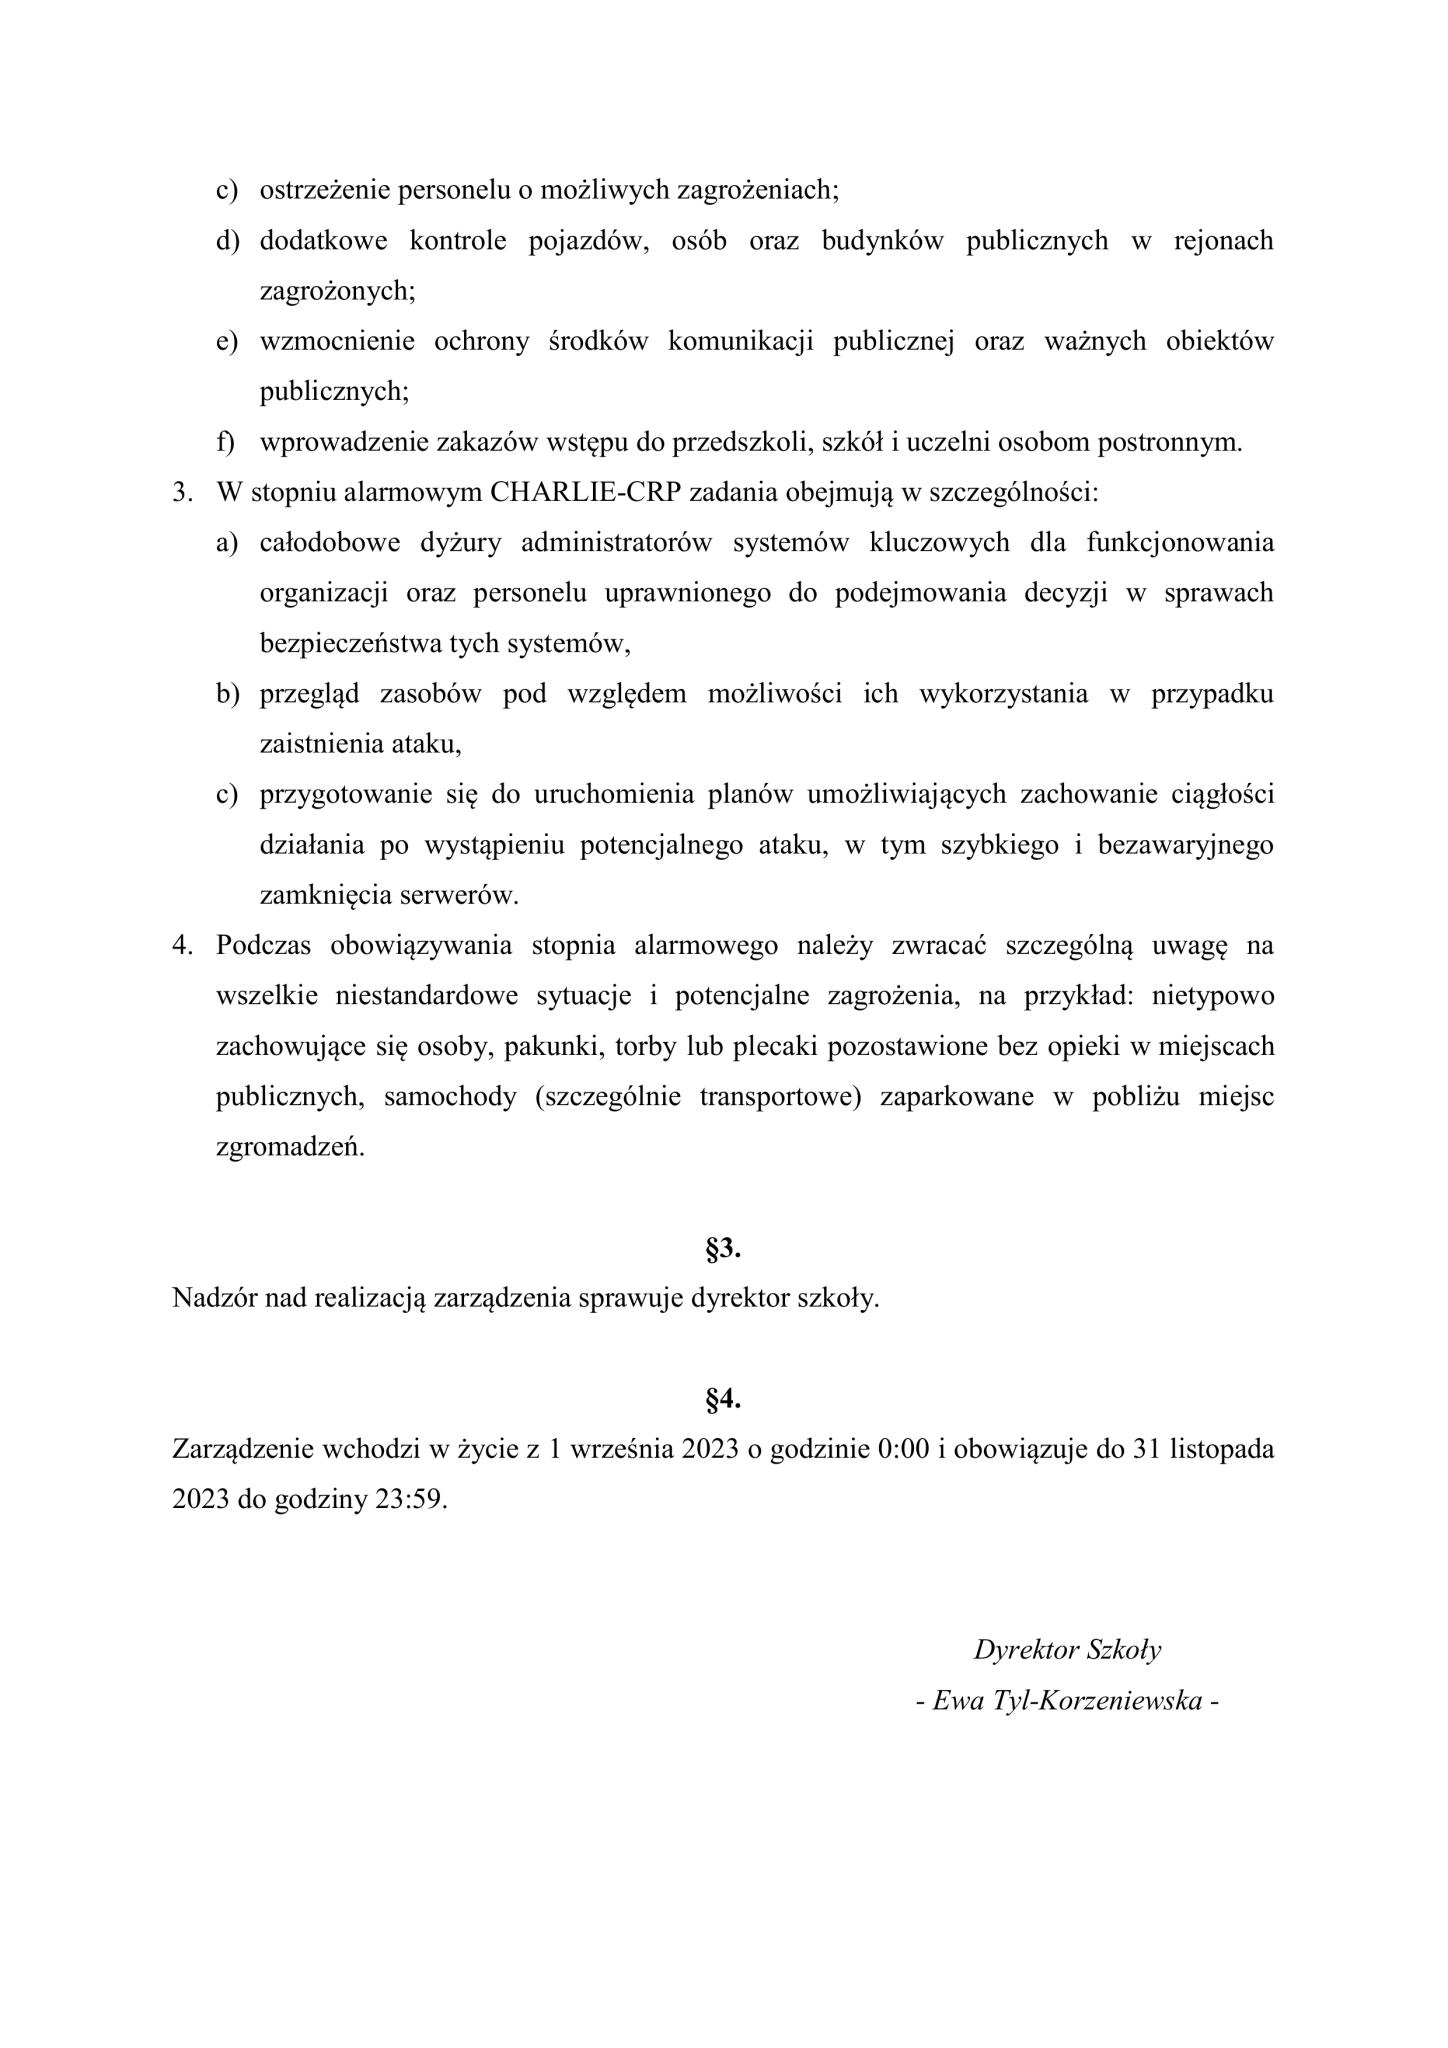 c) ostrzeżenie personelu o możliwych zagrożeniach;
d) dodatkowe kontrole pojazdów, osób oraz budynków publicznych w rejonach
zagrożonych;
e) wzmocnienie ochrony środków komunikacji publicznej oraz ważnych obiektów
publicznych;
f) wprowadzenie zakazów wstępu do przedszkoli, szkół i uczelni osobom postronnym.
3. W stopniu alarmowym CHARLIE-CRP zadania obejmują w szczególności:
a) całodobowe dyżury administratorów systemów kluczowych dla funkcjonowania
organizacji oraz personelu uprawnionego do podejmowania decyzji w sprawach
bezpieczeństwa tych systemów,
b) przegląd zasobów pod względem możliwości ich wykorzystania w przypadku
zaistnienia ataku,
c) przygotowanie się do uruchomienia planów umożliwiających zachowanie ciągłości
działania po wystąpieniu potencjalnego ataku, w tym szybkiego i bezawaryjnego
zamknięcia serwerów.
4. Podczas obowiązywania stopnia alarmowego należy zwracać szczególną uwagę na
wszelkie niestandardowe sytuacje i potencjalne zagrożenia, na przykład: nietypowo
zachowujące się osoby, pakunki, torby lub plecaki pozostawione bez opieki w miejscach
publicznych, samochody (szczególnie transportowe) zaparkowane w pobliżu miejsc
zgromadzeń.
§3.
Nadzór nad realizacją zarządzenia sprawuje dyrektor szkoły.
§4.
Zarządzenie wchodzi w życie z 1 września 2023 o godzinie 0:00 i obowiązuje do 31 listopada
2023 do godziny 23:59.
Dyrektor Szkoły
- Ewa Tyl-Korzeniewska -